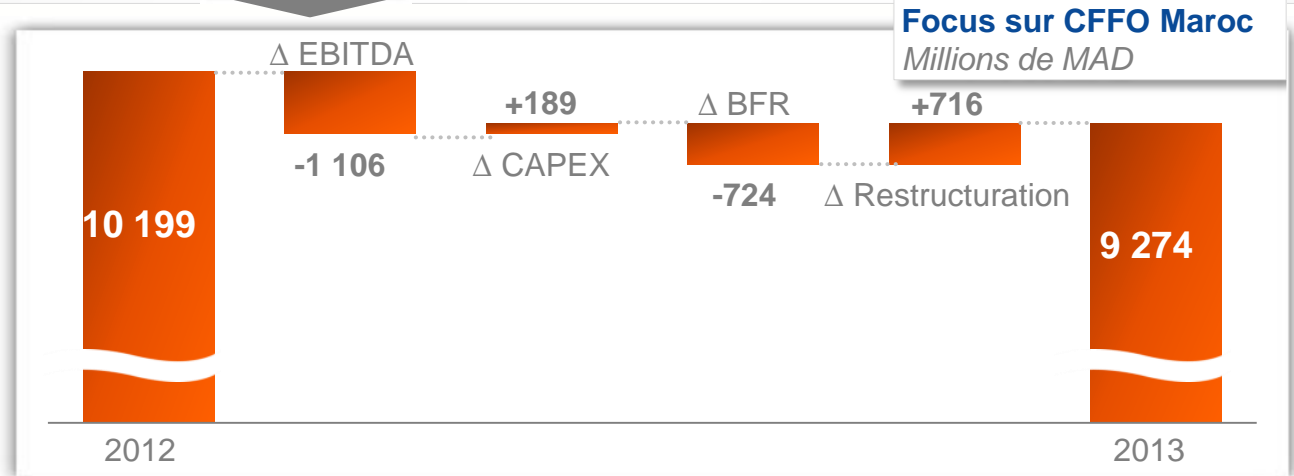 Focus sur CFFO Maroc
Millions de MAD
∆ EBITDA
+189
∆ BFR
+716
-1 106
∆ CAPEX
-724
∆ Restructuration
10 199
9 274
2012
2013